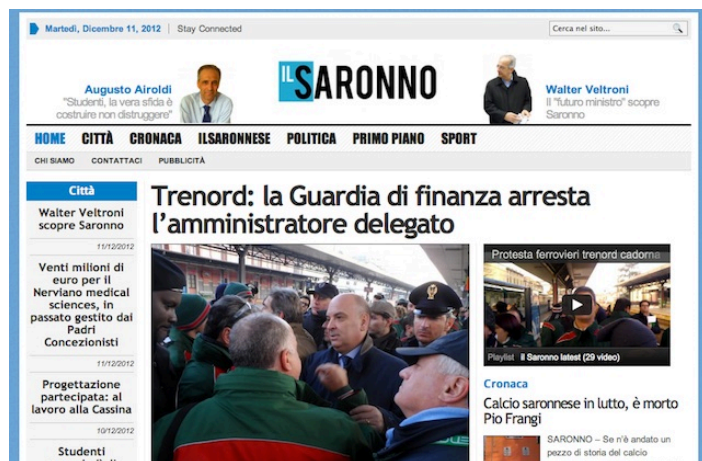 Martedì, Dicembre 11, 2012 | Stay Connected
Cerca nel sito...
Augusto Airoldi
"Studenti, la vera sfida è
costruire non distruggere"
IL SARONNO
Walter Veltroni
Il "futuro ministro" scopre
Saronno
HOME CITTÀ CRONACA ILSARONNESE POLITICA PRIMO PIANO SPORT
CHI SIAMO CONTATTACI PUBBLICITÀ
Città
Walter Veltroni
scopre Saronno
11/12/2012
Venti milioni di
euro per il
Nerviano medical
sciences, in
passato gestito dai
Padri
Concezionisti
11/12/2012
Progettazione
partecipata: al
lavoro alla Cassina
10/12/2012
Studenti
Trenord: la Guardia di finanza arresta
l'amministratore delegato
Protesta ferrovieri trenord cadorna
Playlist il Saronno latest (29 video)
Cronaca
Calcio saronnese in lutto, è morto
Pio Frangi
SARONNO – Se n'è andato un
pezzo di storia del calcio